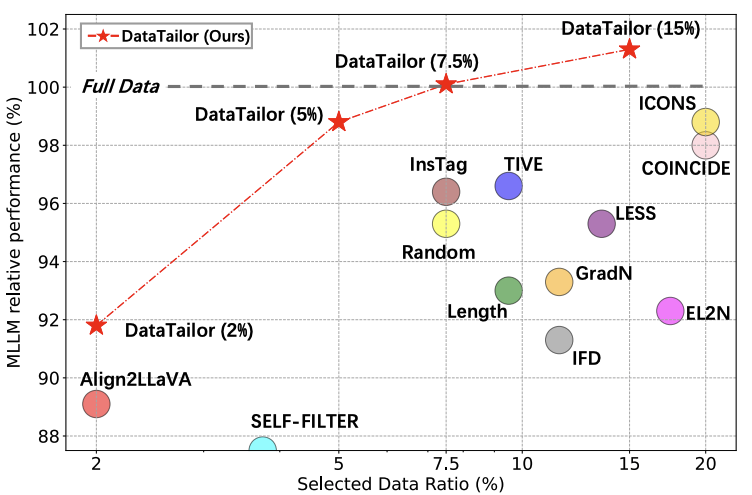 102
100
98
96
94
92
90
88
MLLM relative performance (%)
DataTailor (Ours)
DataTailor (15%)
DataTailor (7.5%)
Full Data
DataTailor (5%)
ICONS
COINCIDE
InsTag
TIVE
LESS
Random
GradN
Length
EL2N
DataTailor (2%)
IFD
Align2LLaVA
SELF-FILTER
2
5
7.5
10
15
20
Selected Data Ratio (%)